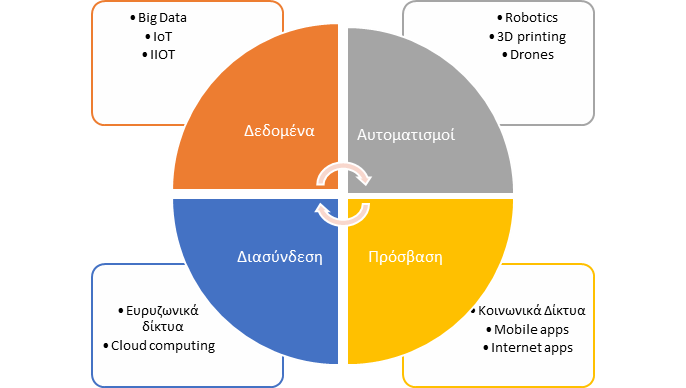 • Big Data
• IoT
• IIOT
• Robotics
• 3D printing
• Drones
Δεδομένα
Αυτοματισμοί
Διασύνδεση
Πρόσβαση
• Ευρυζωνικά
δίκτυα
• Cloud computing
• Κοινωνικά Δίκτυα
• Mobile apps
• Internet apps